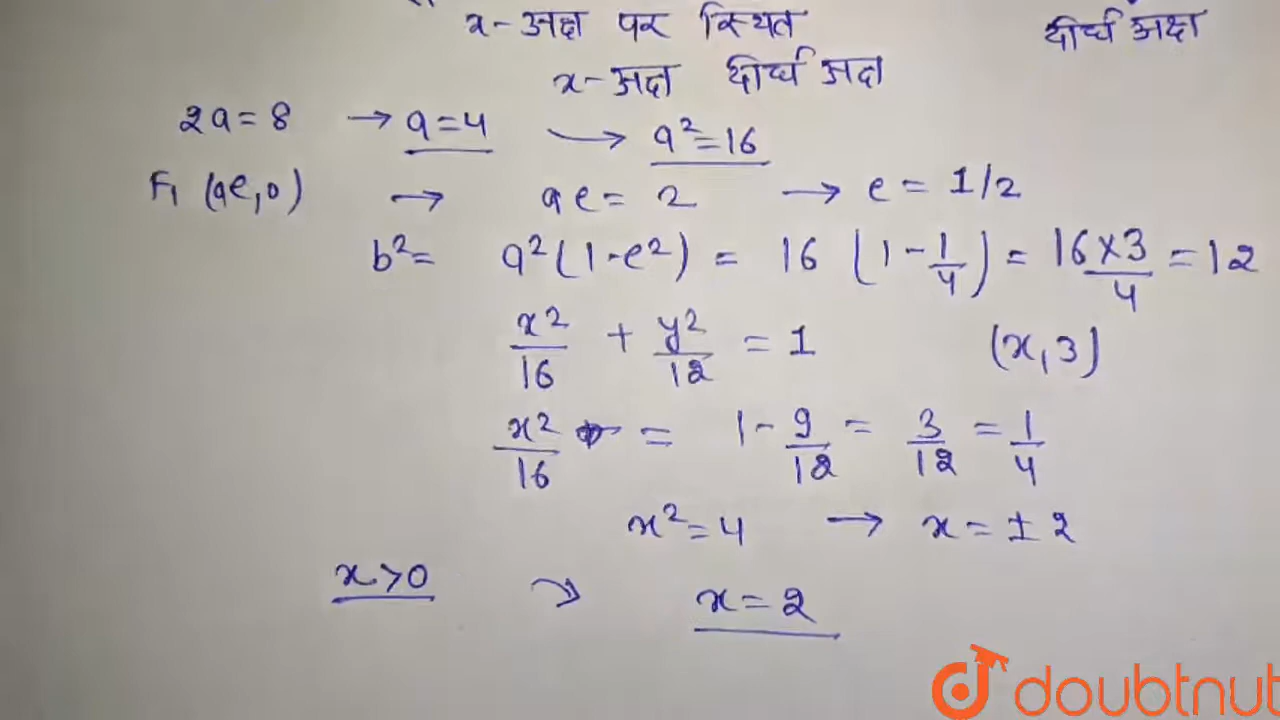 x-अक्ष पर स्थित दीर्घ अक्ष
x-अक्ष दीर्घ अक्ष
2a=8 → a=4 → a²=16
F₁ (ae,0) → ae= 2 → e = 1/2
b²= a²(1-e²) = 16 (1-1/4) = 16×3/4 = 12
x²/16 + y²/12 = 1 (x,3)
x²/16 = 1-9/12 = 3/12 = 1/4
x²=4 → x=±2
x>0 → x=2
doubtnut